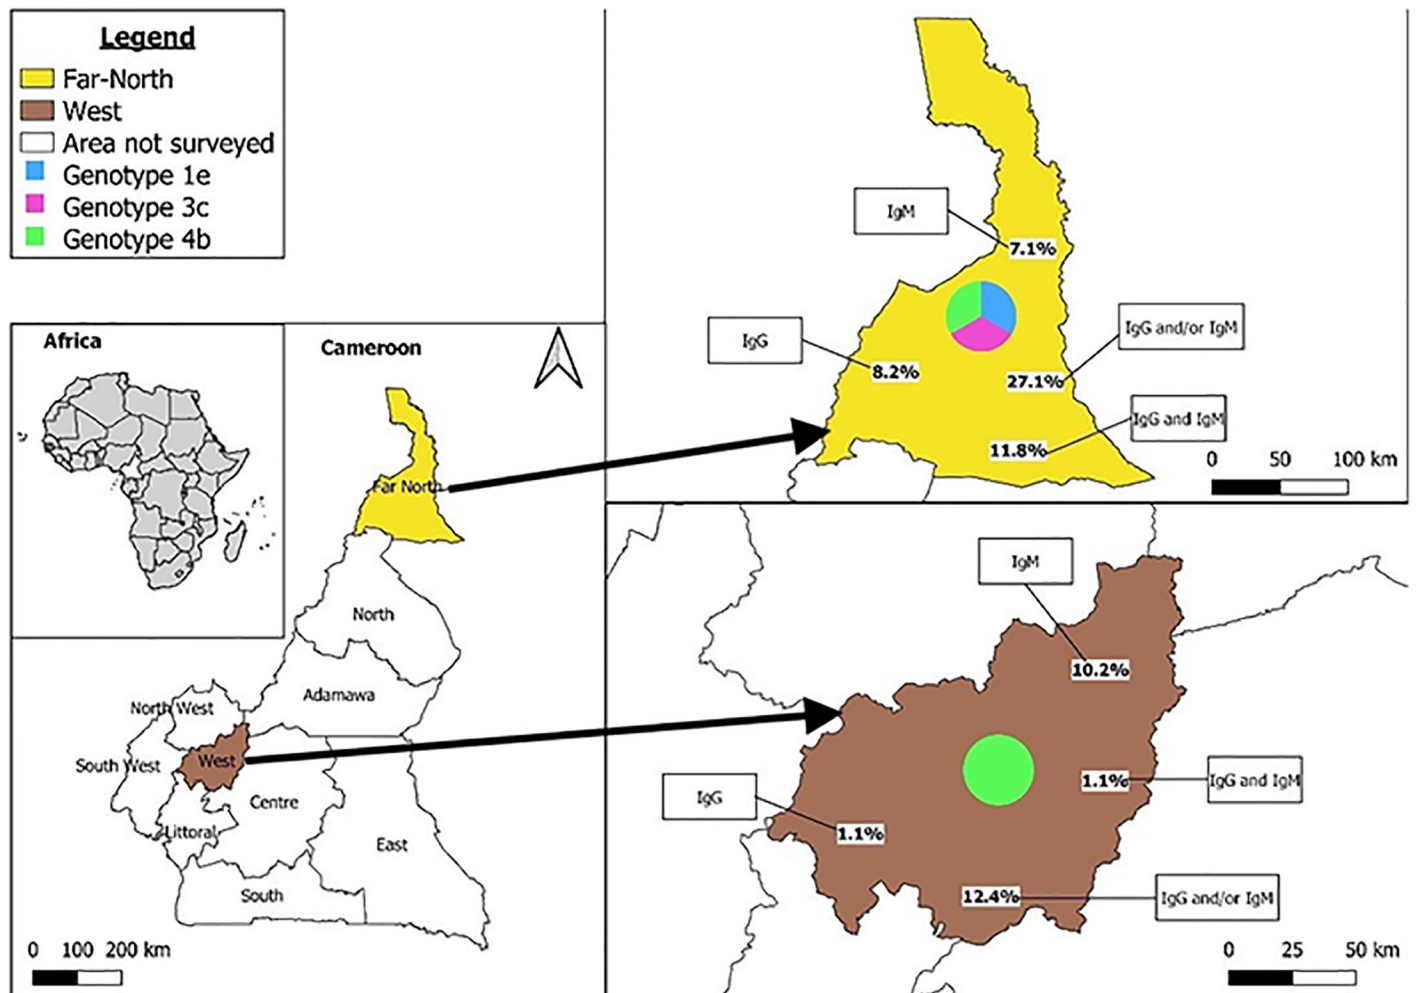 Legend
Far-North
West
Area not surveyed
Genotype 1e
Genotype 3c
Genotype 4b
Africa
Cameroon
Far North
North
Adamawa
North West
West
South West
Centre
Littoral
East
South
0 100 200 km
IgM
7.1%
IgG and/or IgM
IgG
8.2%
27.1%
IgG and IgM
11.8%
0 50 100 km
IgM
10.2%
IgG and IgM
1.1%
IgG
1.1%
12.4%
IgG and/or IgM
0 25 50 km